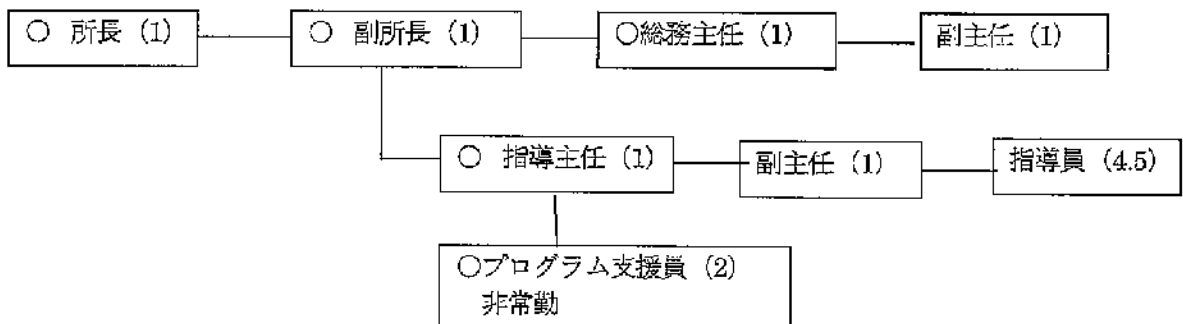 ○ 所長 (1)
○ 副所長 (1)
○総務主任 (1)
副主任 (1)
○ 指導主任 (1)
副主任 (1)
指導員 (4.5)
○プログラム支援員 (2)
非常勤